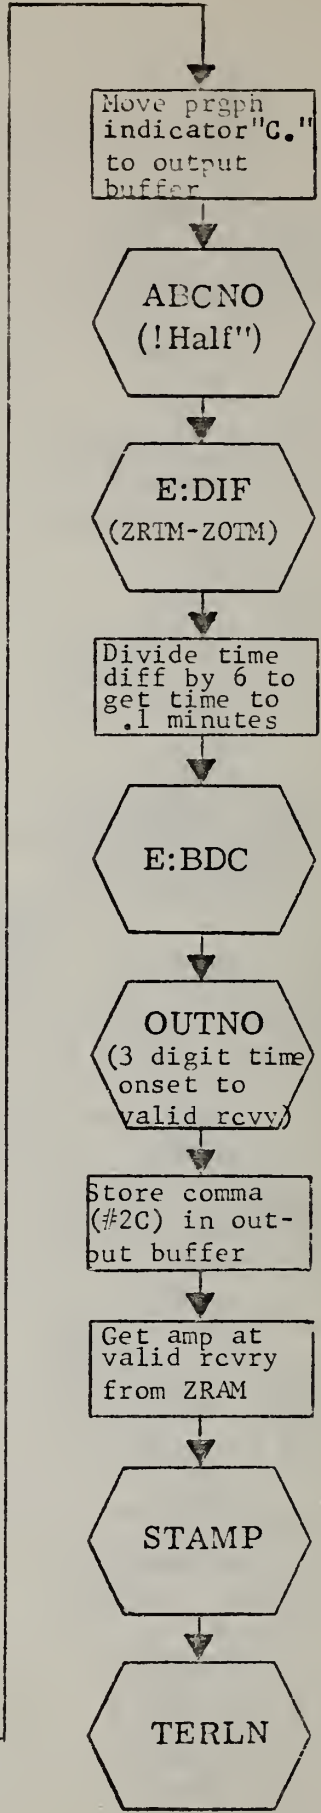 Move prgph
indicator"C."
to output
buffer
ABCNO
(!Half")
E:DIF
(ZRTM-ZOTM)
Divide time
diff by 6 to
get time to
.1 minutes
E:BDC
OUTNO
(3 digit time
onset to
valid rcvy)
Store comma
(#2C) in out-
put buffer
Get amp at
valid rcvry
from ZRAM
STAMP
TERLN